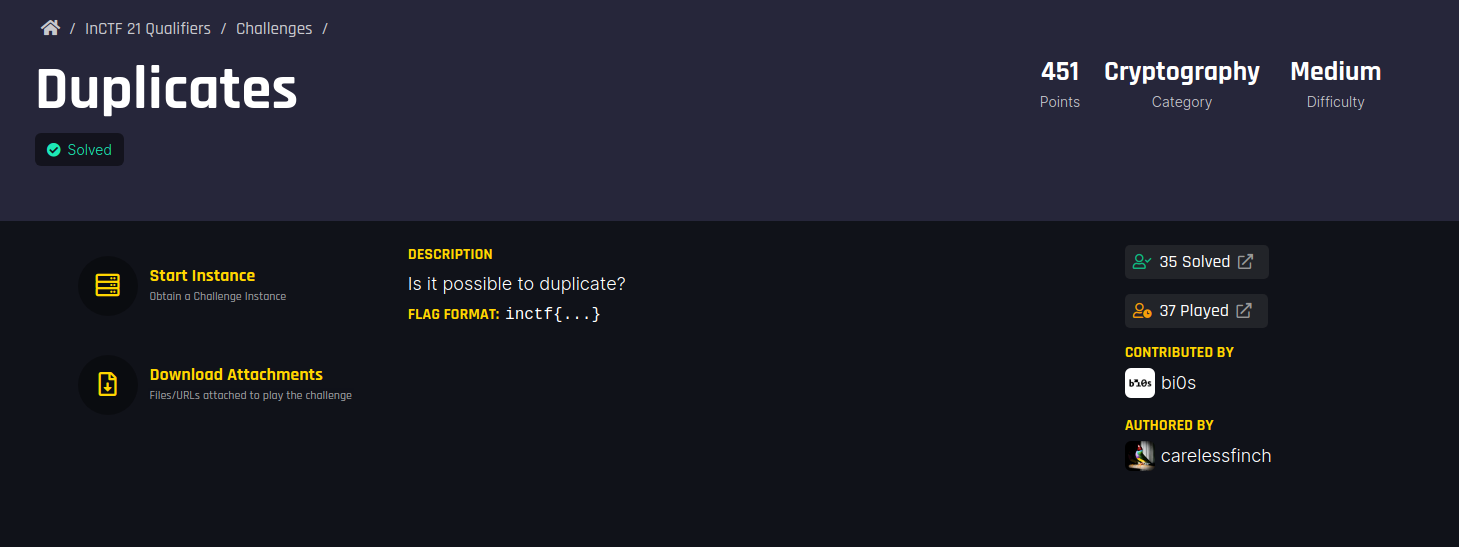 / InCTF 21 Qualifiers / Challenges /
Duplicates
Solved
451 Cryptography Medium
Points Category Difficulty
Start Instance
Obtain a Challenge Instance
Download Attachments
Files/URLs attached to play the challenge
DESCRIPTION
Is it possible to duplicate?
FLAG FORMAT: inctf{...}
35 Solved
37 Played
CONTRIBUTED BY
bi0s
AUTHORED BY
carelessfinch